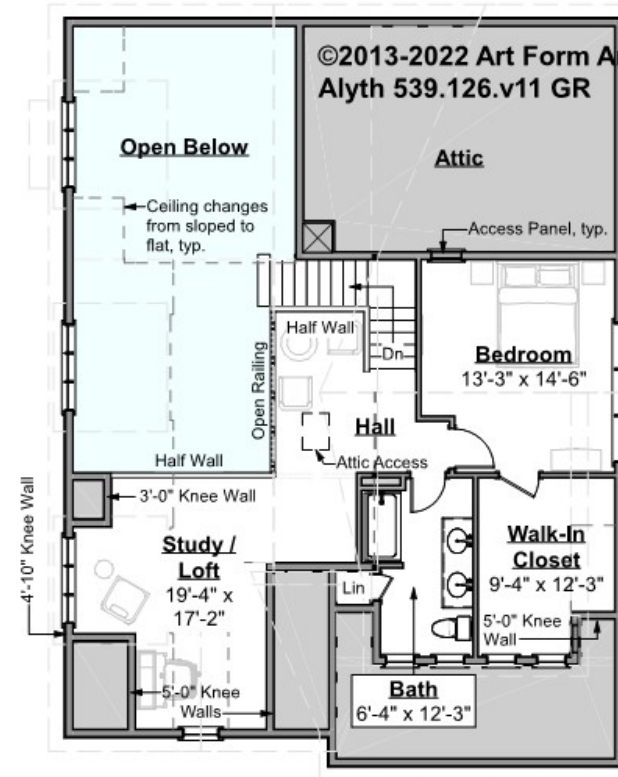 ©2013-2022 Art Form
Alyth 539.126.v11 GR
Open Below
Attic
Ceiling changes
from sloped to
flat, typ.
Access Panel, typ.
Half Wall
Dn
Bedroom
13'-3" x 14'-6"
Open Railing
Hall
Half Wall
Attic Access
3'-0" Knee Wall
4'-10" Knee Wall
Study /
Loft
19'-4" x
17'-2"
Walk-In
Closet
9'-4" x 12'-3"
Lin
5'-0" Knee
Wall
5'-0" Knee
Walls
Bath
6'-4" x 12'-3"